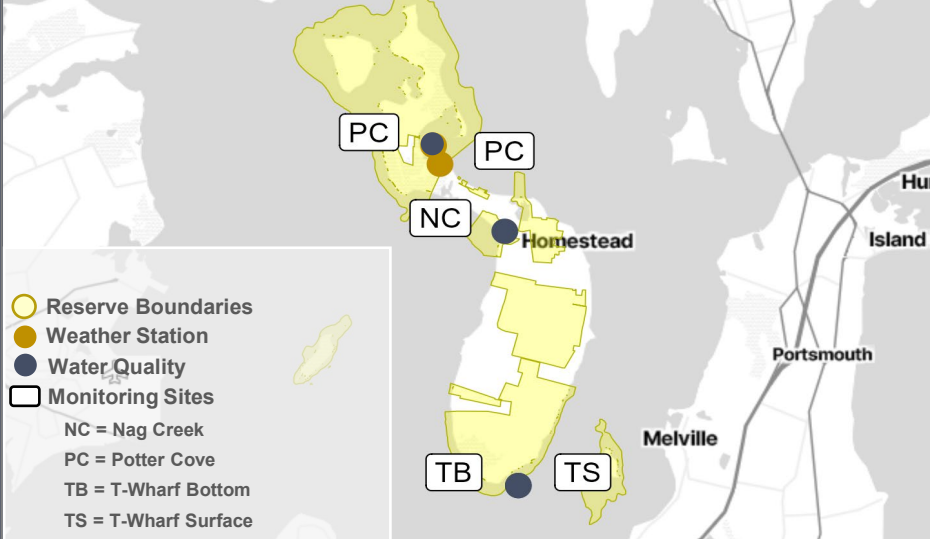 PC
PC
Hu
NC
Homestead
Island
Reserve Boundaries
Weather Station
Water Quality
Portsmouth
Monitoring Sites
NC = Nag Creek
Melville
PC = Potter Cove
TB
TS
TB = T-Wharf Bottom
TS = T-Wharf Surface